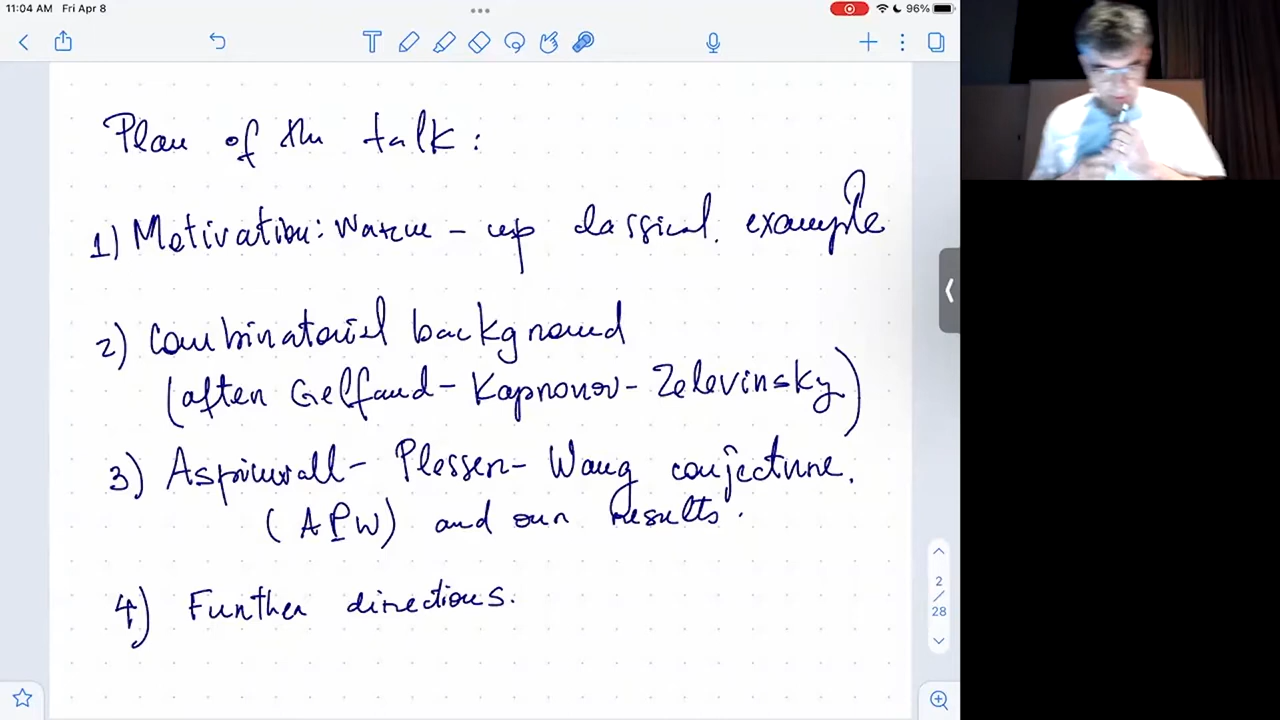 11:04 AM Fri Apr 8
96%
Plan of the talk:
1) Motivation: Warm-up classical. example
2) Combinatorial background
(after Gelfand-Kapranov-Zelevinsky)
3) Aspinwall-Plesser-Wang conjecture.
(APW) and our results.
4) Further directions.
2
/
28